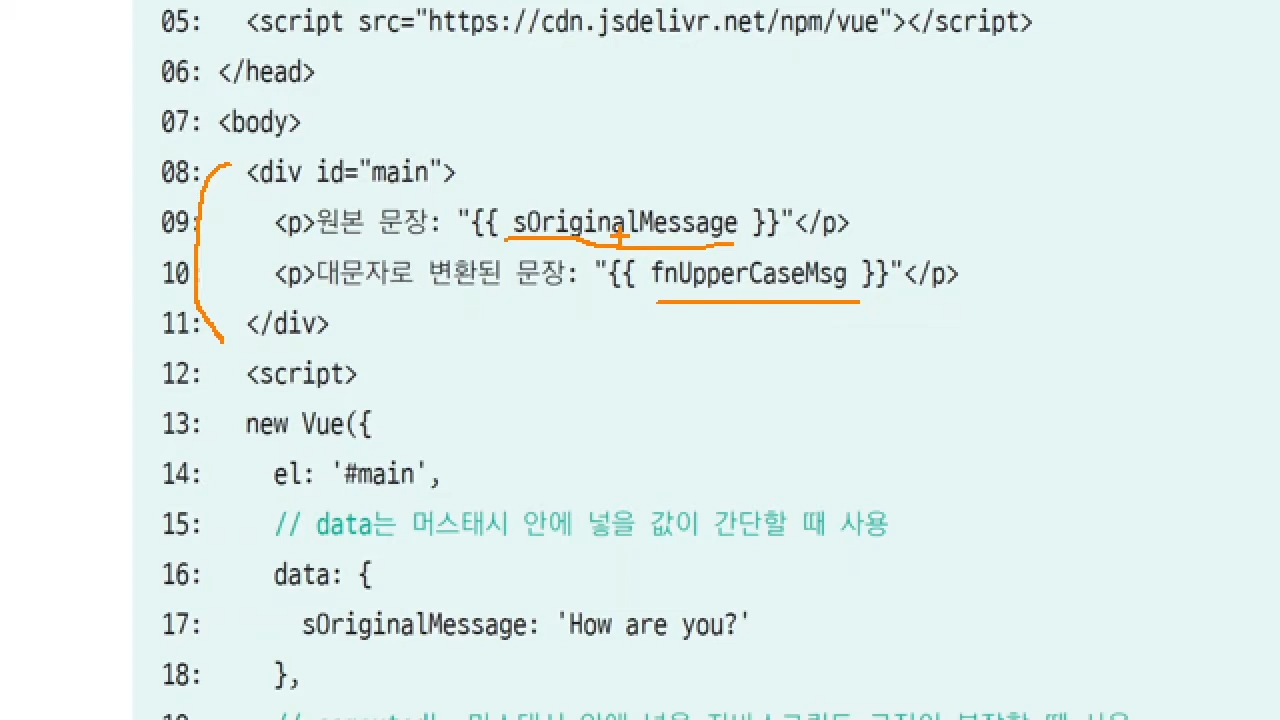 05: <script src="https://cdn.jsdelivr.net/npm/vue"></script>
06: </head>
07: <body>
08: <div id="main">
09: <p>원본 문장: "{{ sOriginalMessage }}"</p>
10 <p>대문자로 변환된 문장: "{{ fnUpperCaseMsg }}"</p>
11: </div>
12: <script>
13: new Vue({
14: el: '#main',
15: // data는 머스태시 안에 넣을 값이 간단할 때 사용
16: data: {
17: sOriginalMessage: 'How are you?'
18: },